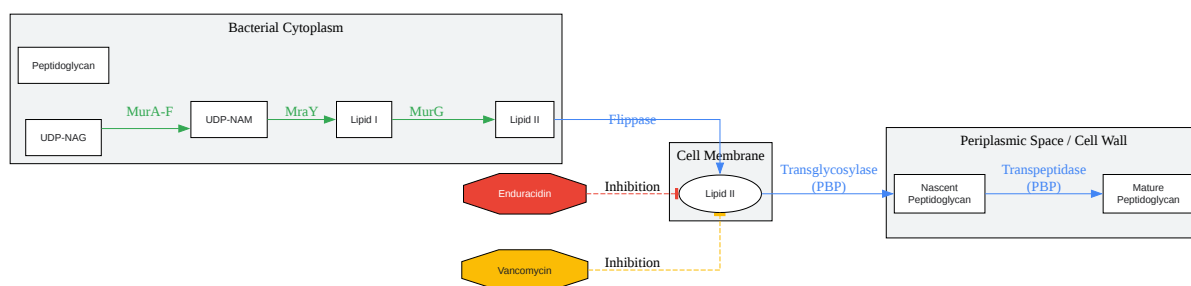 Bacterial Cytoplasm
Peptidoglycan
MurA-F
MraY
MurG
UDP-NAG
UDP-NAM
Lipid I
Lipid II
Flippase
Cell Membrane
Lipid II
Periplasmic Space / Cell Wall
Transglycosylase
(PBP)
Nascent
Peptidoglycan
Transpeptidase
(PBP)
Mature
Peptidoglycan
Enduracidin
Inhibition
Vancomycin
Inhibition